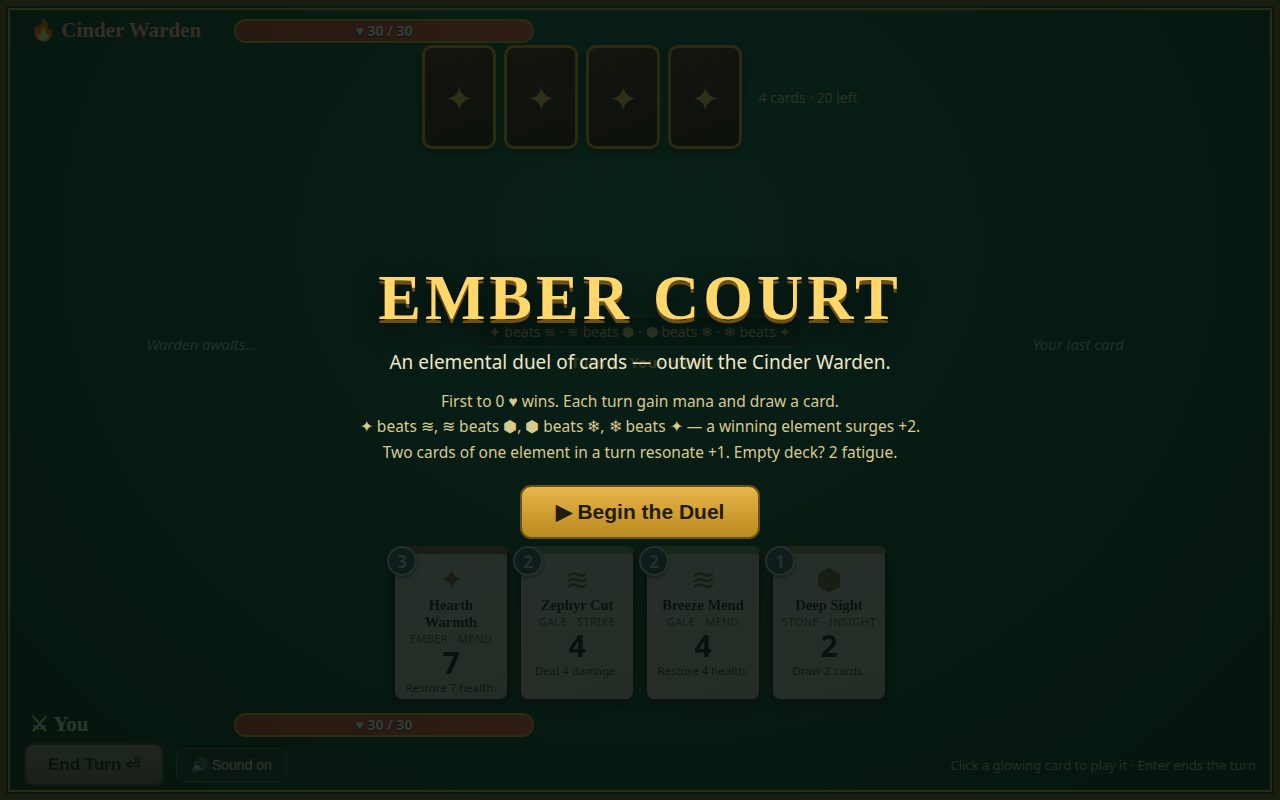 🔥 Cinder Warden
♥ 30 / 30
4 cards · 20 left
EMBER COURT
✦ beats ≋ · ≋ beats ⬢ · ⬢ beats ❄ · ❄ beats ✦
Warden awaits...
Your last card
An elemental duel of cards — outwit the Cinder Warden.
First to 0 ♥ wins. Each turn gain mana and draw a card.
✦ beats ≋, ≋ beats ⬢, ⬢ beats ❄, ❄ beats ✦ — a winning element surges +2.
Two cards of one element in a turn resonate +1. Empty deck? 2 fatigue.
▶ Begin the Duel
3
Hearth
Warmth
EMBER · MEND
7
Restore 7 health.
2
Zephyr Cut
GALE · STRIKE
4
Deal 4 damage.
2
Breeze Mend
GALE · MEND
4
Restore 4 health.
1
Deep Sight
STONE · INSIGHT
2
Draw 2 cards.
⚔ You
♥ 30 / 30
End Turn ⏎
🔊 Sound on
Click a glowing card to play it · Enter ends the turn